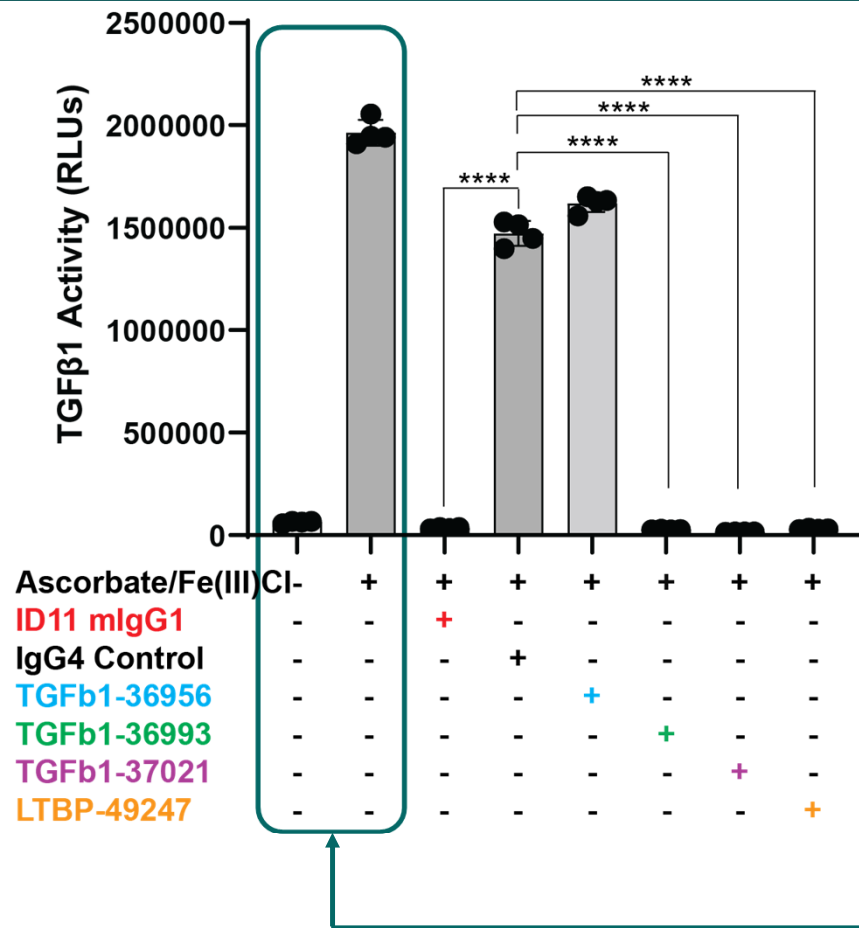 2500000
2000000
1500000
1000000
500000
0
TGFβ1 Activity (RLUs)
****
****
****
****
Ascorbate/Fe(III)Cl- + + + + + + +
ID11 mIgG1 - - + - - - - -
IgG4 Control - - - + - - - -
TGFb1-36956 - - - - + - - -
TGFb1-36993 - - - - - + - -
TGFb1-37021 - - - - - - + -
LTBP-49247 - - - - - - - +